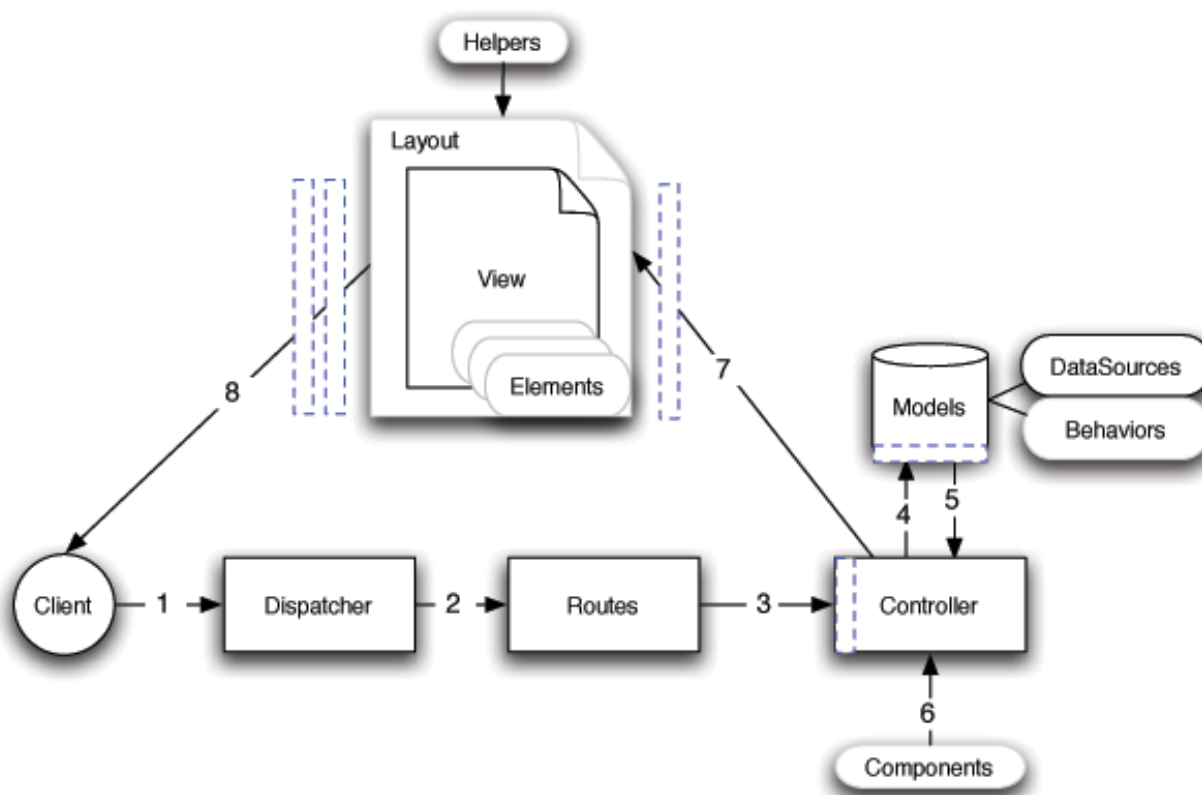 Helpers
Layout
View
Elements
8
7
Models
DataSources
Behaviors
4
5
Client
1
Dispatcher
2
Routes
3
Controller
6
Components